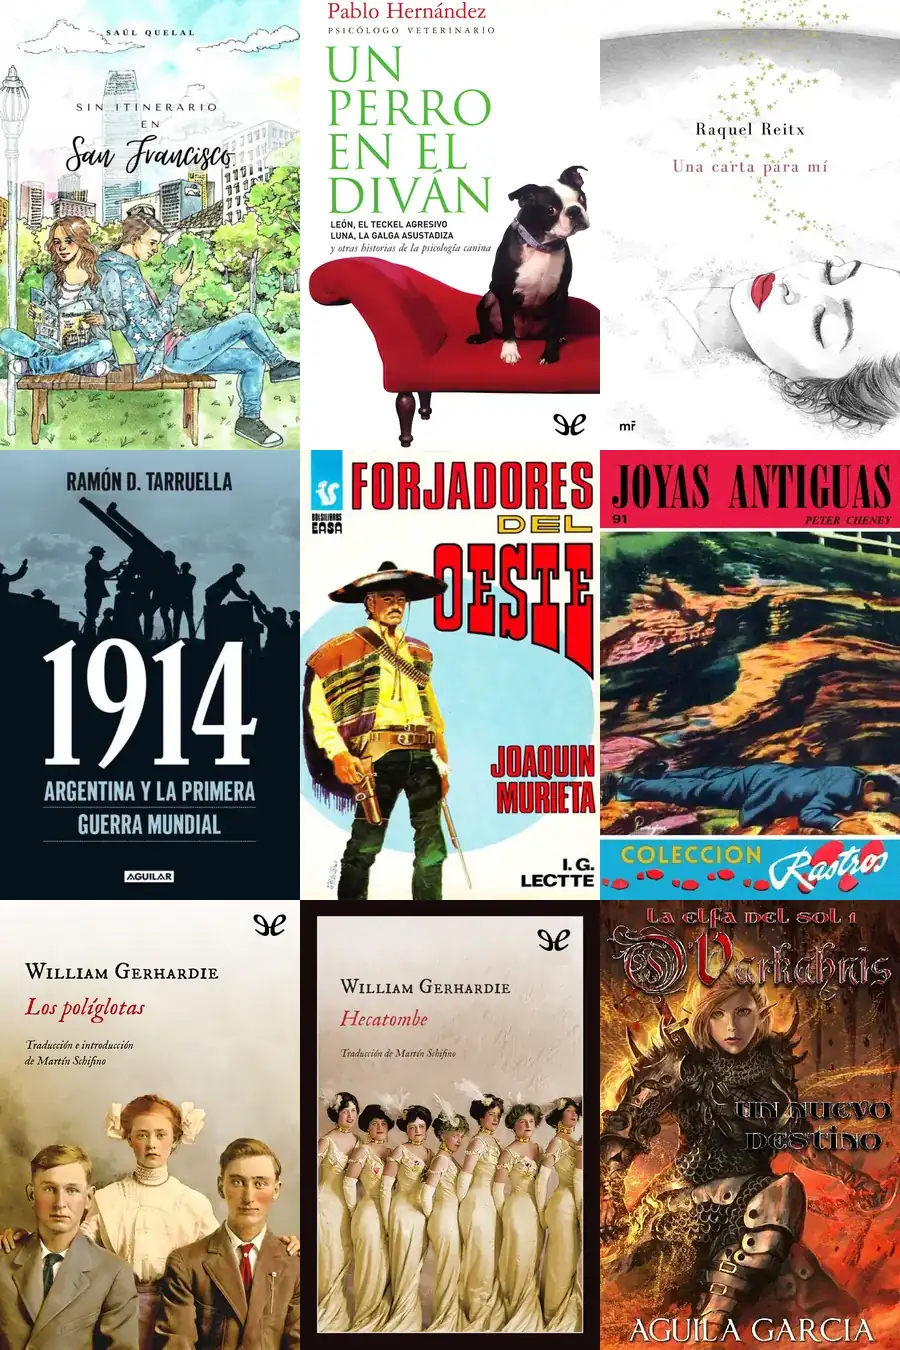 SAÚL QUELAL
SIN ITINERARIO
EN
San Francisco
Pablo Hernández
PSICÓLOGO VETERINARIO
UN
PERRO
EN EL
DIVÁN
LEÓN, EL TECKEL AGRESIVO
LUNA, LA GALGA ASUSTADIZA
y otras historias de la psicología canina
Raquel Reitx
Una carta para mí
mr
RAMÓN D. TARRUELLA
1914
ARGENTINA Y LA PRIMERA
GUERRA MUNDIAL
AGUILAR
BOLSILIBROS
EASA
FORJADORES
DEL
OESTE
JOAQUIN
MURIETA
I. G.
LECTTE
JOYAS ANTIGUAS
91
PETER CHENEY
COLECCION
Rastros
William Gerhardie
Los políglotas
Traducción e introducción
de Martín Schifino
William Gerhardie
Hecatombe
Traducción de Martín Schifino
LA ELFA DEL SOL 1
Varkahnis
UN NUEVO
DESTINO
AGUILA GARCIA